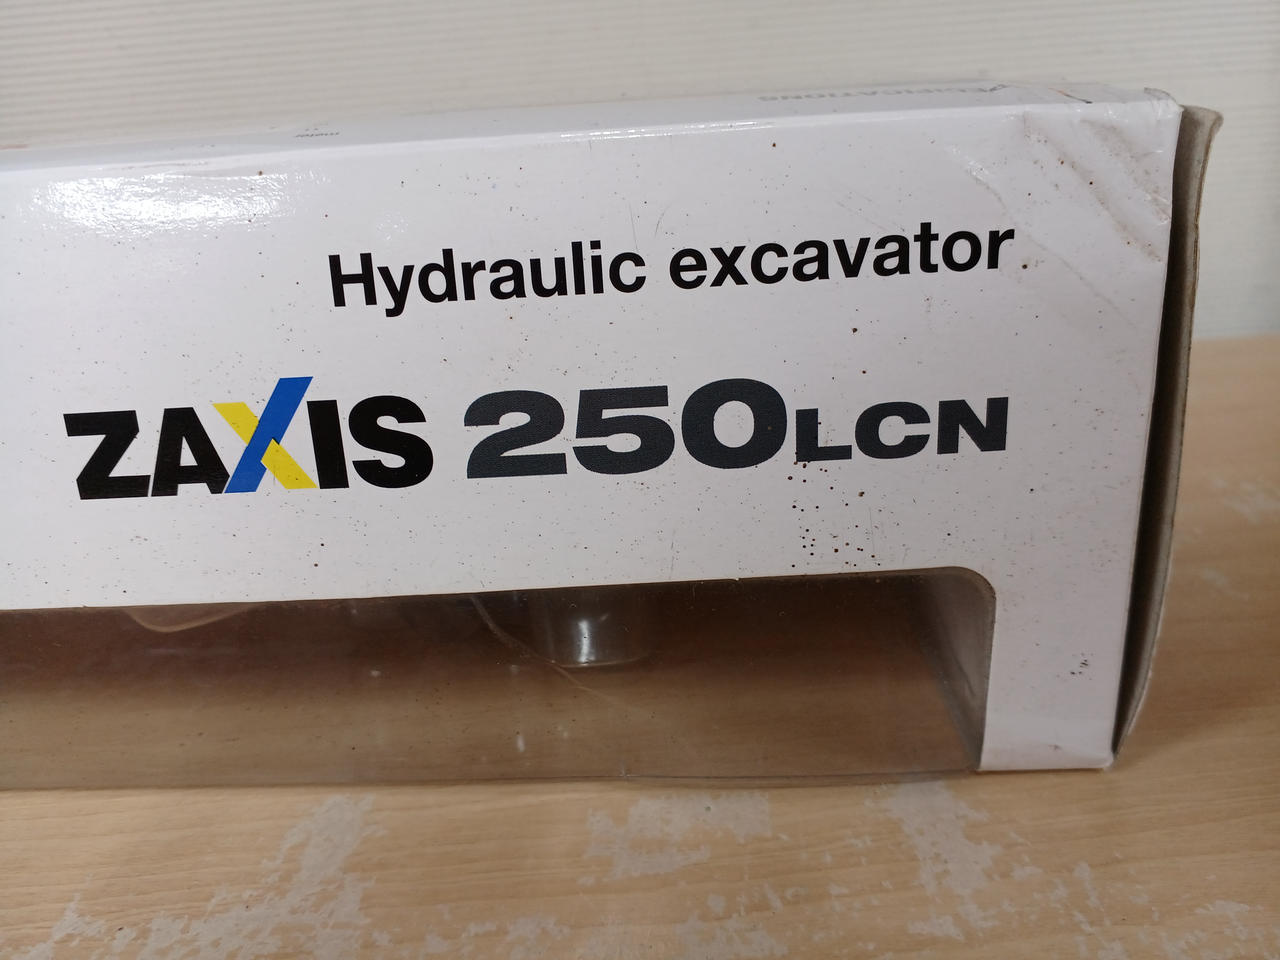 Hydraulic excavator
ZAXIS 250LCN